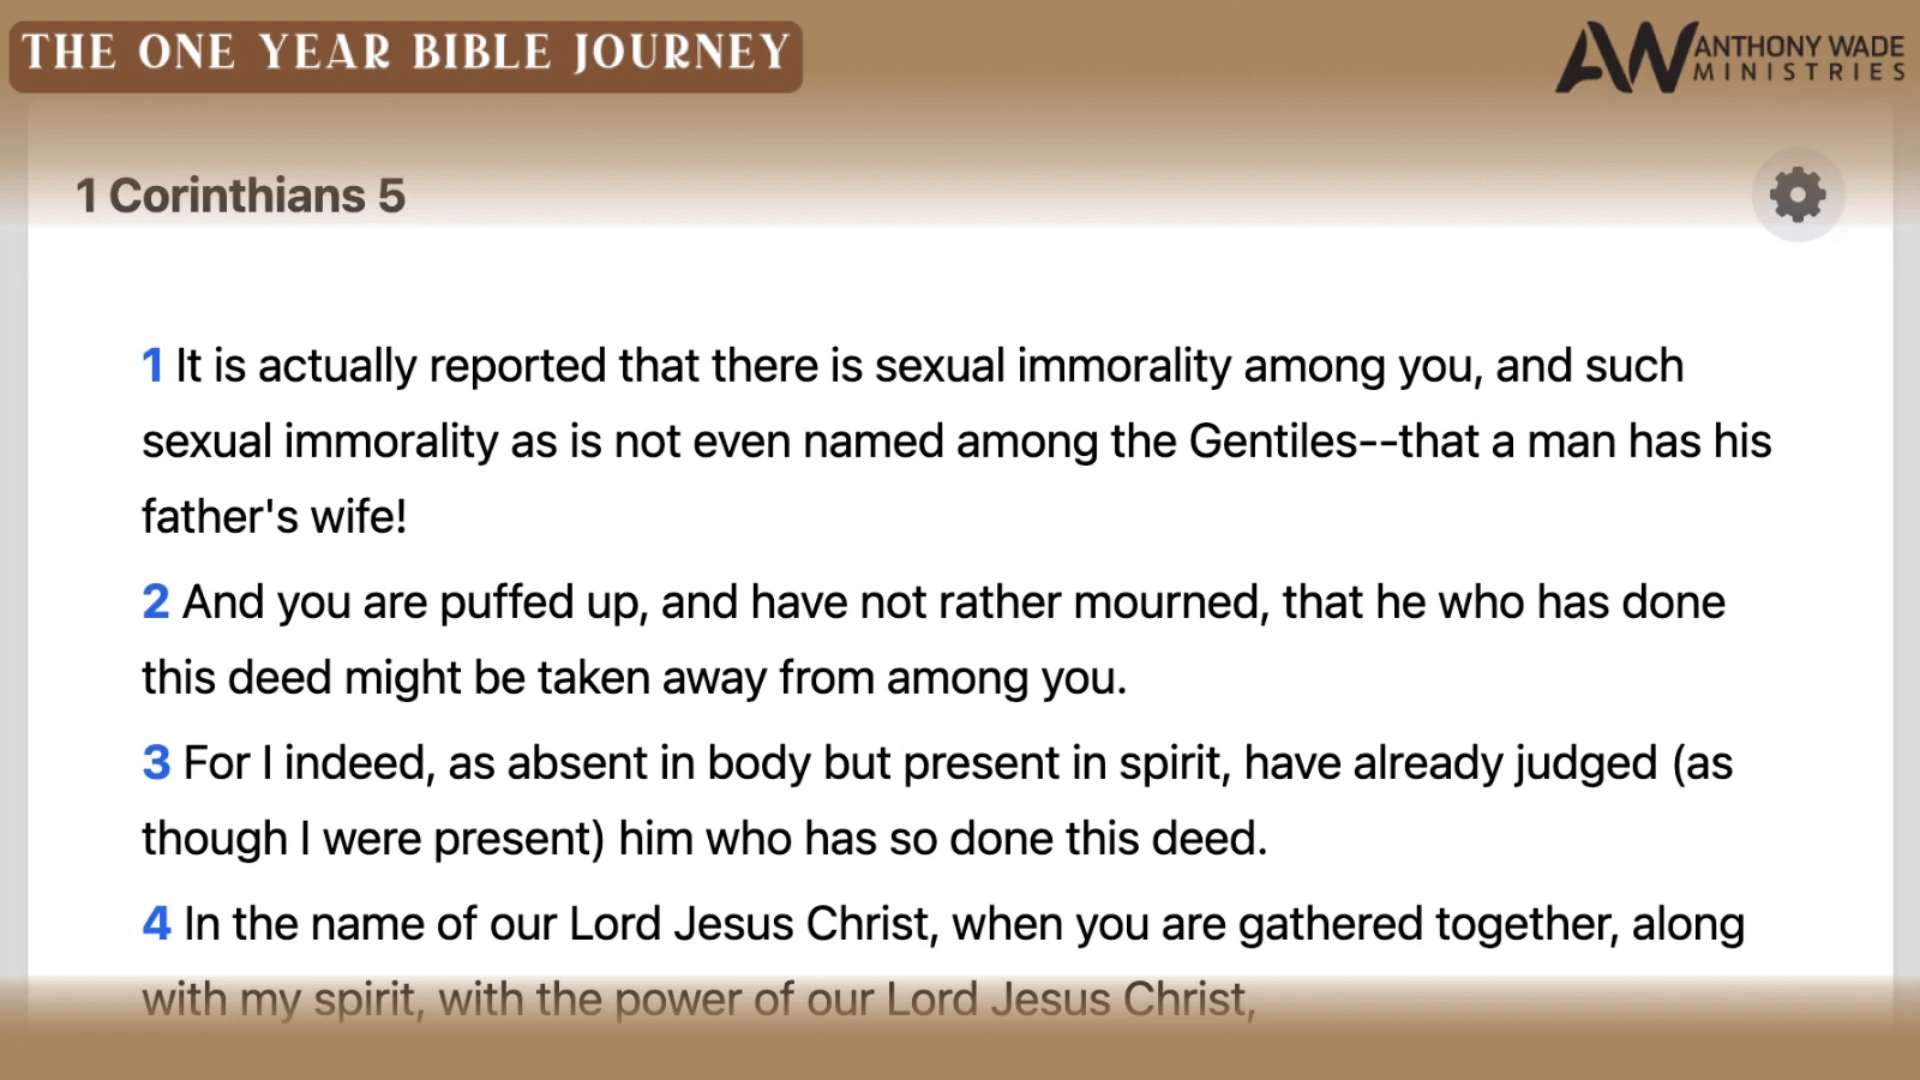 THE ONE YEAR BIBLE JOURNEY
AW ANTHONY WADE
MINISTRIES
1 Corinthians 5
1 It is actually reported that there is sexual immorality among you, and such
sexual immorality as is not even named among the Gentiles--that a man has his
father's wife!
2 And you are puffed up, and have not rather mourned, that he who has done
this deed might be taken away from among you.
3 For I indeed, as absent in body but present in spirit, have already judged (as
though I were present) him who has so done this deed.
4 In the name of our Lord Jesus Christ, when you are gathered together, along
with my spirit, with the power of our Lord Jesus Christ,